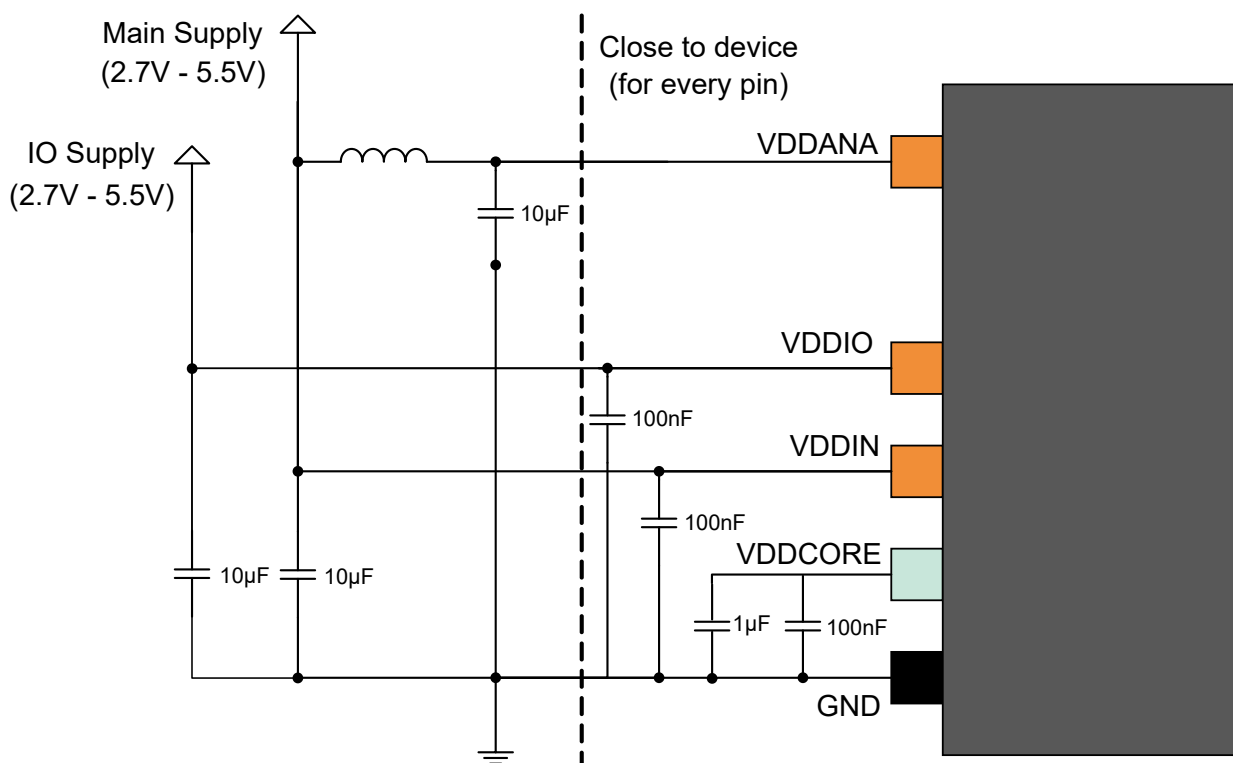 Main Supply
(2.7V - 5.5V)
Close to device
(for every pin)
IO Supply
(2.7V - 5.5V)
VDDANA
10µF
VDDIO
100nF
VDDIN
100nF
VDDCORE
10µF
10µF
1µF
100nF
GND